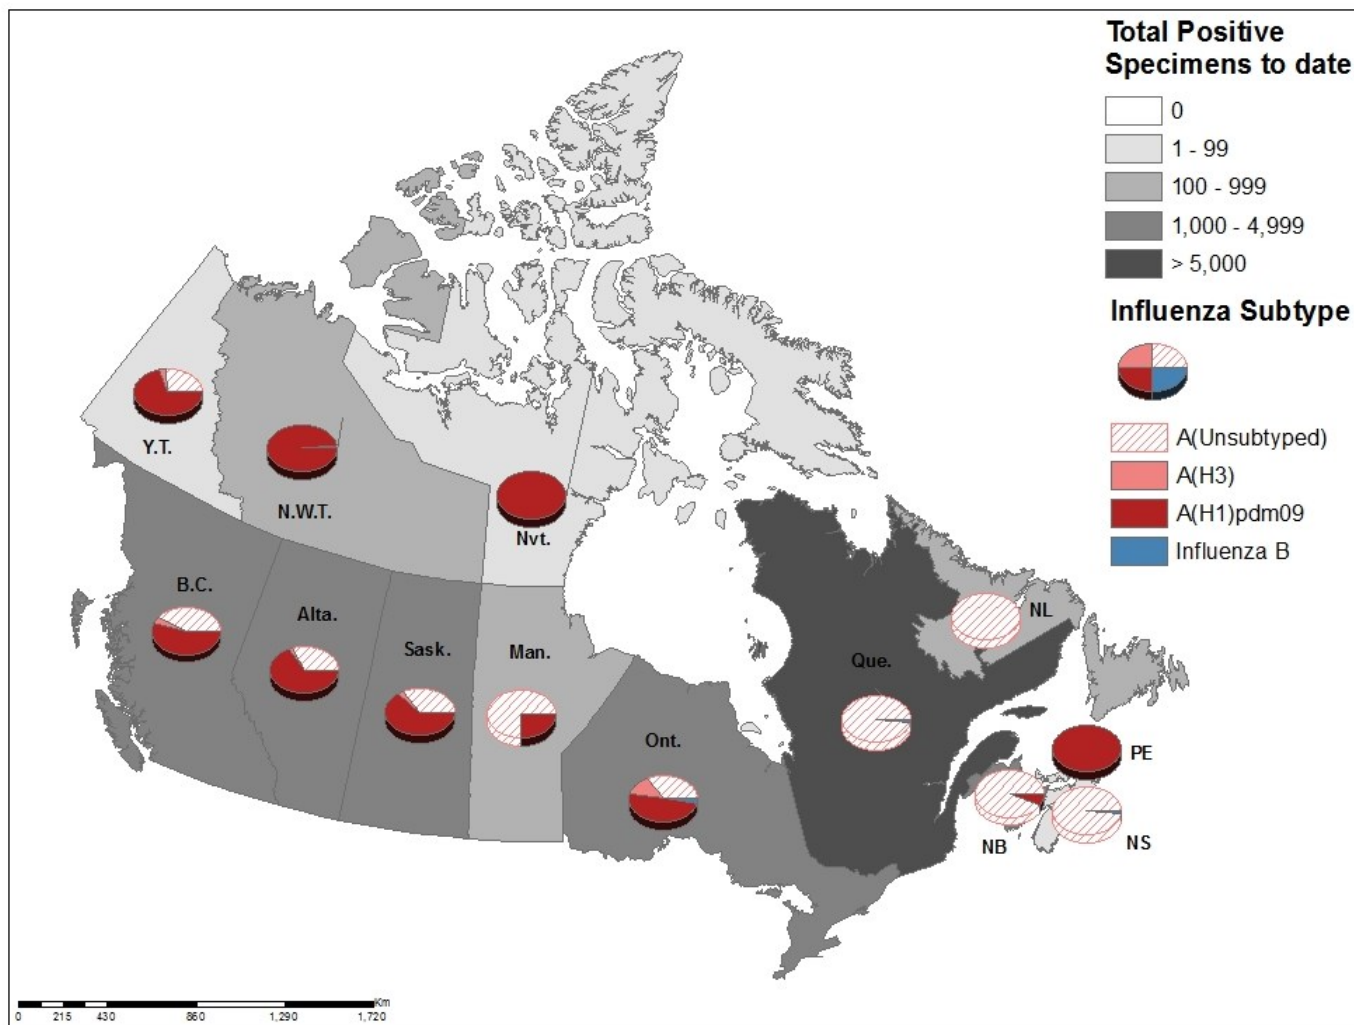 Total Positive
Specimens to date
0
1 - 99
100 - 999
1,000 - 4,999
> 5,000
Influenza Subtype
A(Unsubtyped)
A(H3)
A(H1)pdm09
Influenza B
Y.T.
N.W.T.
Nvt.
B.C.
Alta.
Sask.
Man.
Ont.
Que.
NL
PE
NB
NS
Km
0 215 430 860 1,290 1,720